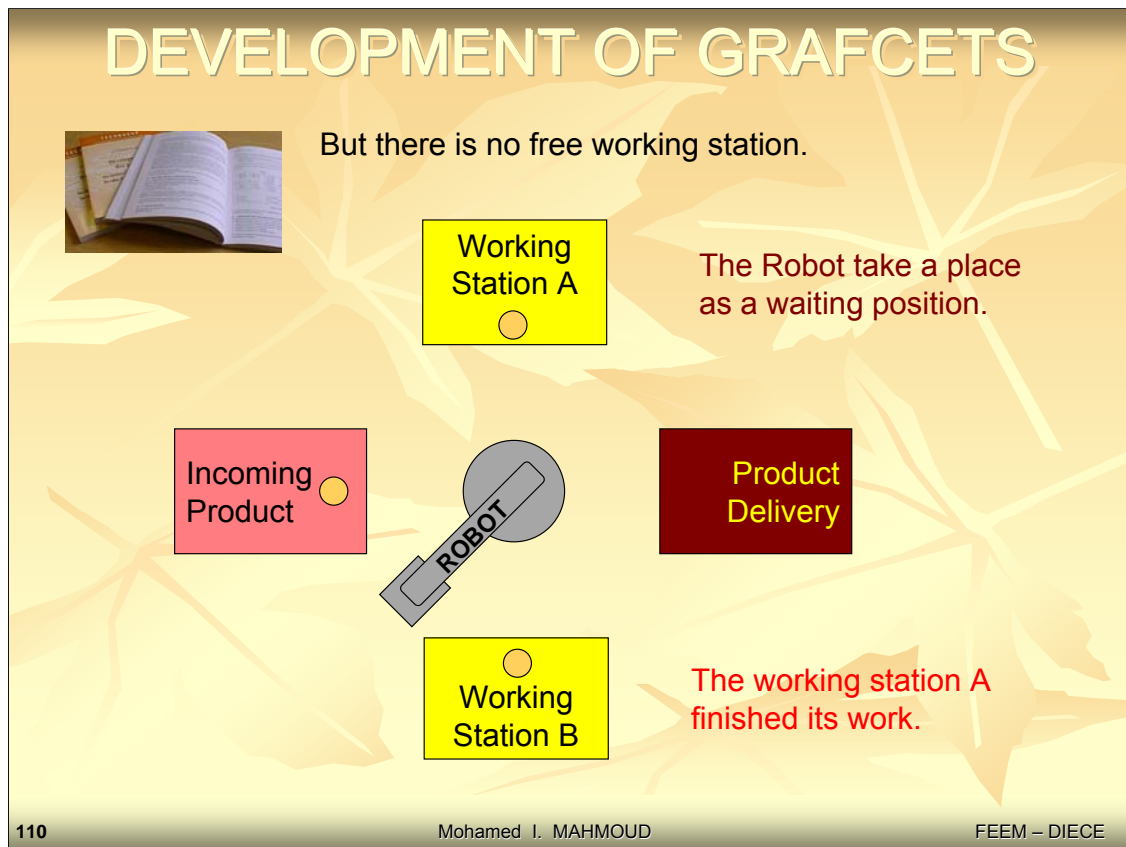 DEVELOPMENT OF GRAFCETS
But there is no free working station.
Working
Station A
The Robot take a place
as a waiting position.
Incoming
Product
ROBOT
Product
Delivery
Working
Station B
The working station A
finished its work.
110
Mohamed I. MAHMOUD
FEEM – DIECE